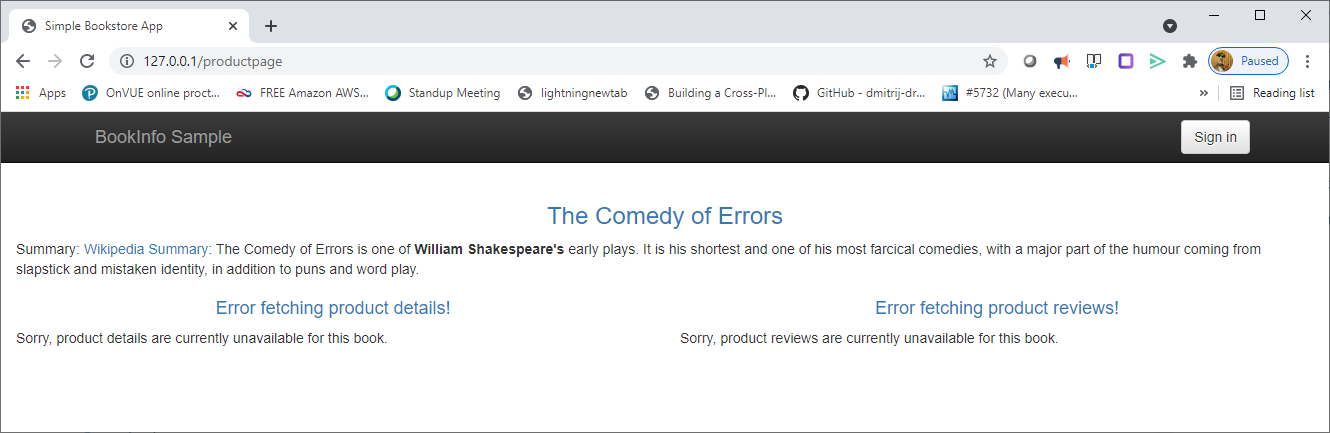 Simple Bookstore App
127.0.0.1/productpage
Paused
Apps
OnVUE online proct...
FREE Amazon AWS...
Standup Meeting
lightningnewtab
Building a Cross-Pl...
GitHub - dmitrij-dr...
#5732 (Many execu...
»
Reading list
BookInfo Sample
Sign in
The Comedy of Errors
Summary: Wikipedia Summary: The Comedy of Errors is one of William Shakespeare's early plays. It is his shortest and one of his most farcical comedies, with a major part of the humour coming from
slapstick and mistaken identity, in addition to puns and word play.
Error fetching product details!
Sorry, product details are currently unavailable for this book.
Error fetching product reviews!
Sorry, product reviews are currently unavailable for this book.